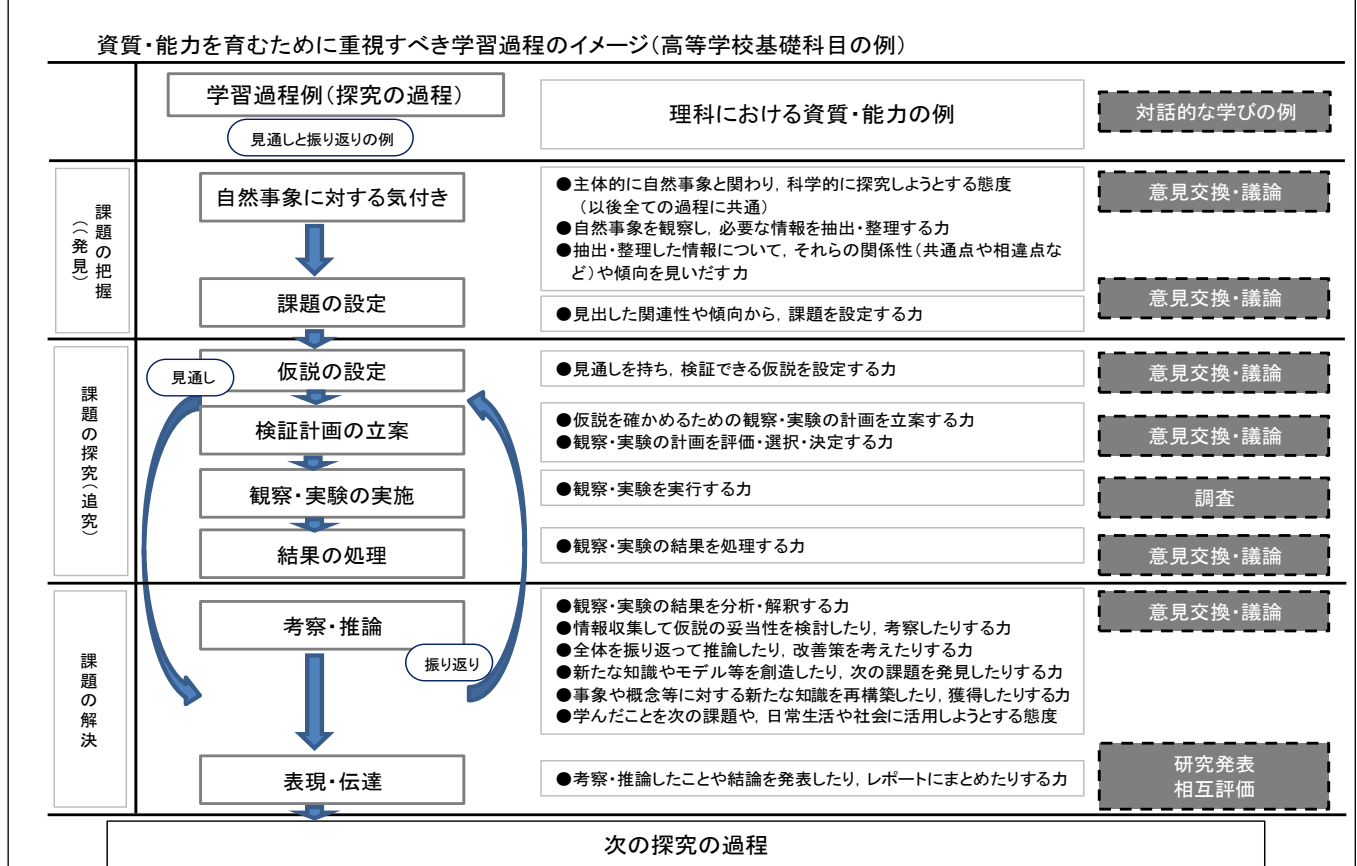 資質・能力を育むために重視すべき学習過程のイメージ(高等学校基礎科目の例)
学習過程例(探究の過程)
見通しと振り返りの例
理科における資質・能力の例
対話的な学びの例
課題の把握
((発見)
自然事象に対する気付き
●主体的に自然事象と関わり,科学的に探究しようとする態度
(以後全ての過程に共通)
●自然事象を観察し,必要な情報を抽出・整理する力
●抽出・整理した情報について,それらの関係性(共通点や相違点な
ど)や傾向を見いだす力
意見交換・議論
課題の設定
●見出した関連性や傾向から,課題を設定する力
意見交換・議論
課題の探究(追究)
見通し
仮説の設定
●見通しを持ち,検証できる仮説を設定する力
意見交換・議論
検証計画の立案
●仮説を確かめるための観察・実験の計画を立案する力
●観察・実験の計画を評価・選択・決定する力
意見交換・議論
観察・実験の実施
●観察・実験を実行する力
調査
結果の処理
●観察・実験の結果を処理する力
意見交換・議論
課題の解決
考察・推論
振り返り
●観察・実験の結果を分析・解釈する力
●情報収集して仮説の妥当性を検討したり,考察したりする力
●全体を振り返って推論したり,改善策を考えたりする力
●新たな知識やモデル等を創造したり,次の課題を発見したりする力
●事象や概念等に対する新たな知識を再構築したり,獲得したりする力
●学んだことを次の課題や,日常生活や社会に活用しようとする態度
意見交換・議論
表現・伝達
●考察・推論したことや結論を発表したり,レポートにまとめたりする力
研究発表
相互評価
次の探究の過程